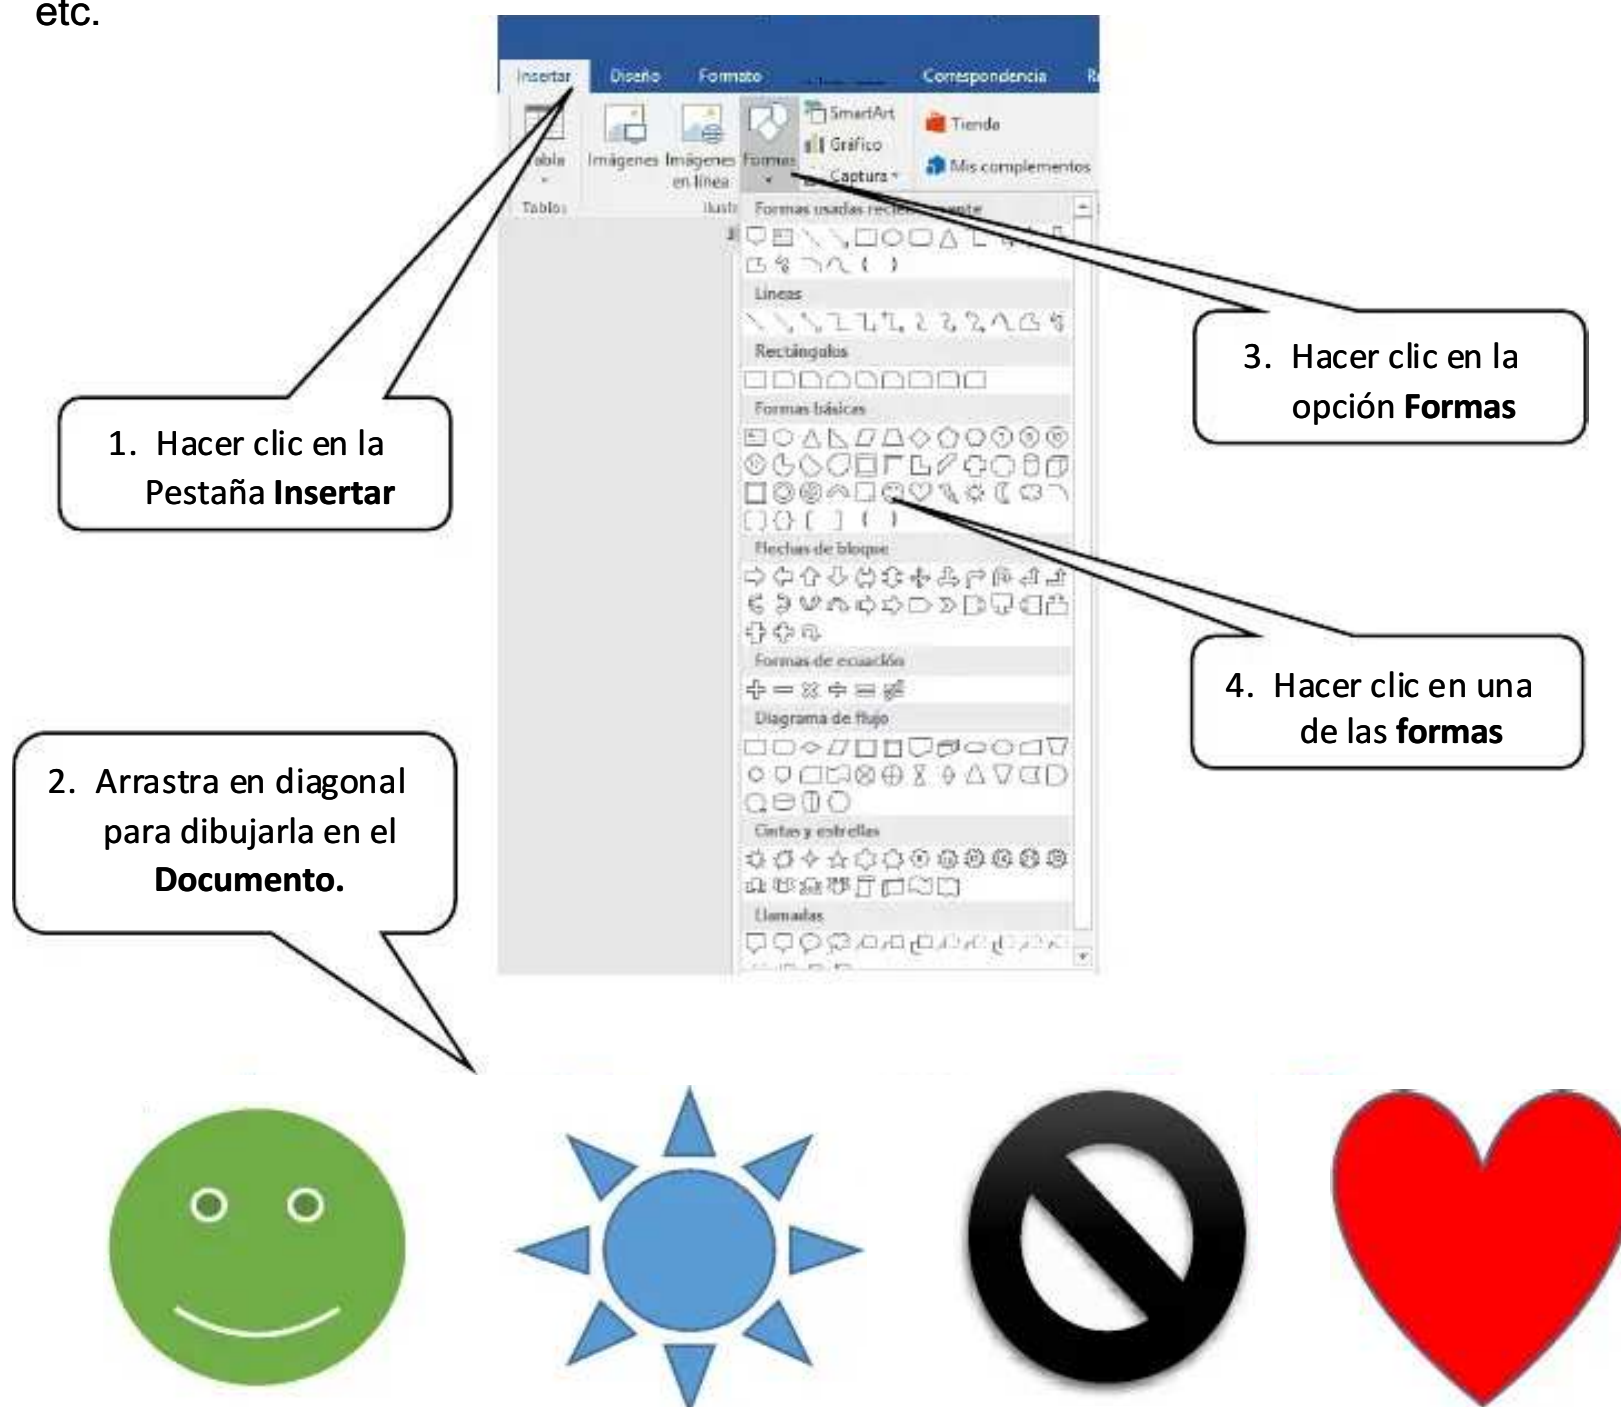 etc.
Insertar Diseño Formato Correspondencia
Tabla
Imágenes
Imágenes
en línea
Formas
SmartArt
Gráfico
Captura
Tienda
Mis complementos
Tablas
Formas usadas recientemente
Líneas
Rectángulos
Formas básicas
Flechas de bloque
Formas de ecuación
Diagrama de flujo
Cintas y estrellas
Llamadas
1. Hacer clic en la
Pestaña Insertar
3. Hacer clic en la
opción Formas
4. Hacer clic en una
de las formas
2. Arrastra en diagonal
para dibujarla en el
Documento.